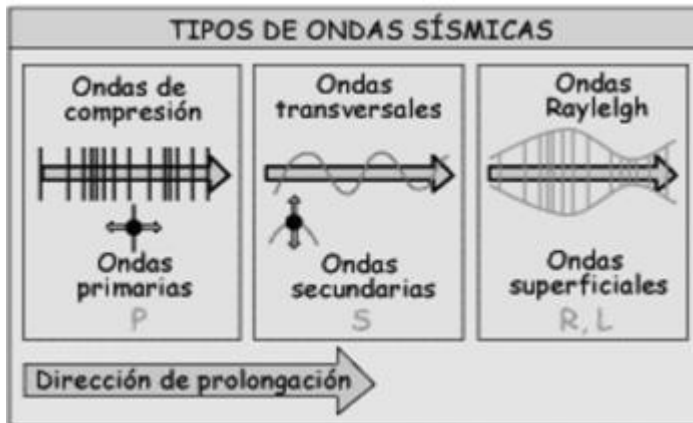 TIPOS DE ONDAS SÍSMICAS
Ondas de
compresión
Ondas
primarias
P
Ondas
transversales
Ondas
secundarias
S
Ondas
Raylelgh
Ondas
superficiales
R, L
Dirección de prolongación